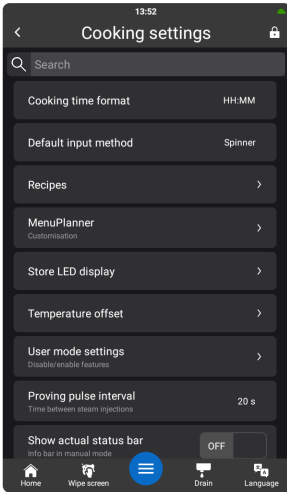 13:52
Cooking settings
Search
Cooking time format HH:MM
Default input method Spinner
Recipes
MenuPlanner
Customisation
Store LED display
Temperature offset
User mode settings
Disable/enable features
Proving pulse interval 20 s
Time between steam injections
Show actual status bar OFF
Info bar in manual mode
Home Wipe screen Drain Language